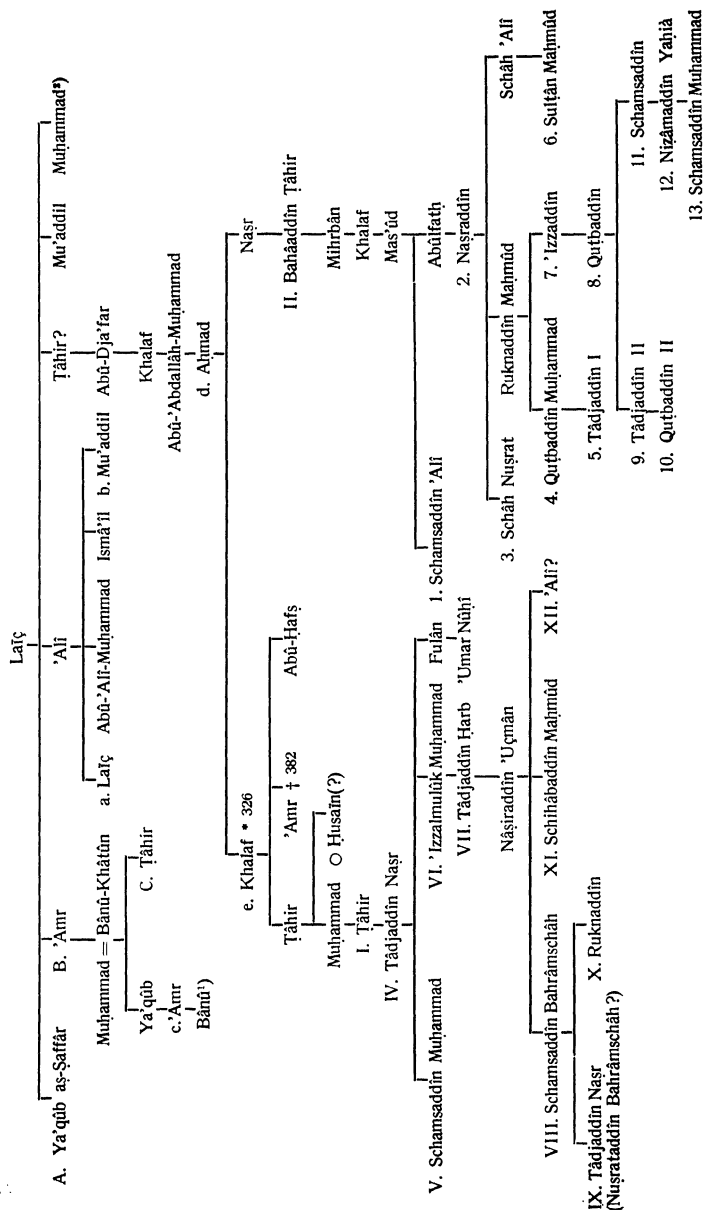 Laïç
A. Ya'qûb aṣ-Ṣaffâr B. 'Amr 'Alî Ṭâhir? Mu'addil Muḥammad²)
Muḥammad = Bânû-Khâtûn a. Laïç Abû-'Alî-Muḥammad Ismâ'îl b. Mu'addil Abû-Dja'far
Ya'qûb C. Ṭâhir Khalaf
c. 'Amr Abû-'Abdallâh-Muḥammad
Bânû¹) d. Aḥmad
e. Khalaf * 326 Naṣr
Ṭâhir 'Amr † 382 Abû-Ḥafṣ II. Bahâaddîn Ṭâhir
Muḥammad Ḥusaïn(?) Mihrbân
I. Ṭâhir Khalaf
IV. Tâdjaddîn Naṣr Mas'ûd
V. Schamsaddîn Muḥammad VI. 'Izzalmulûk Muḥammad Fulân 1. Schamsaddîn 'Alî Abûlfatḥ
VII. Tâdjaddîn Ḥarb 'Umar Nûḥî 2. Naṣraddîn
Nâṣiraddîn 'Uçmân 3. Schâh Nuṣrat Ruknaddîn Maḥmûd Schâh 'Alî
VIII. Schamsaddîn Bahrâmschâh XI. Schihâbaddîn Maḥmûd XII. 'Alî? 4. Quṭbaddîn Muḥammad 7. 'Izzaddîn 6. Sulṭân Maḥmûd
IX. Tâdjaddîn Naṣr X. Ruknaddîn 5. Tâdjaddîn I 8. Quṭbaddîn
(Nuṣrataddîn Bahrâmschâh?)
9. Tâdjaddîn II 11. Schamsaddîn
10. Quṭbaddîn II 12. Niẓâmaddîn Yaḥià
13. Schamsaddîn Muḥammad